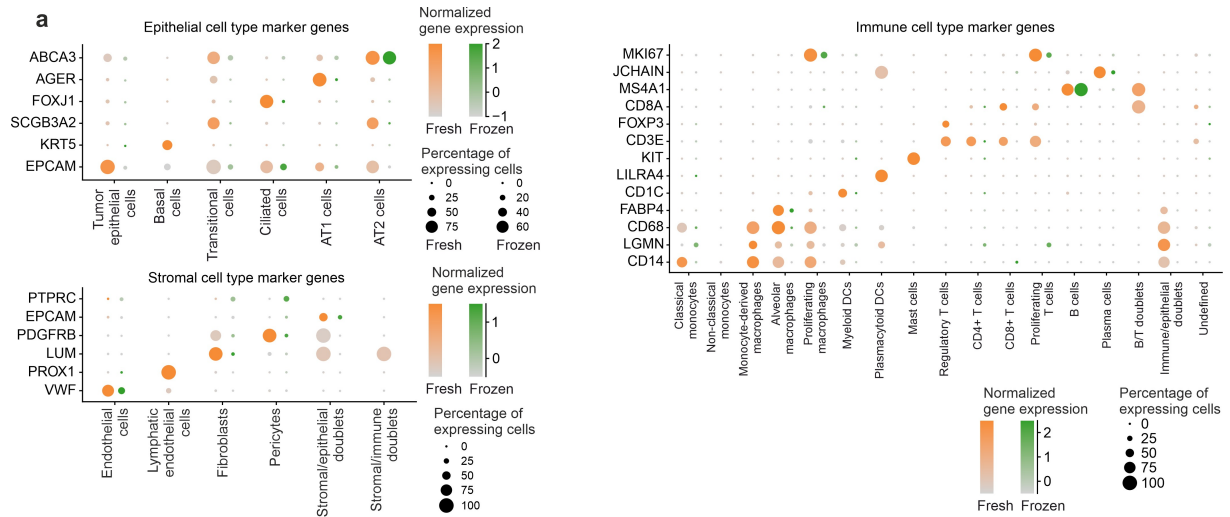 a
Epithelial cell type marker genes
ABCA3
AGER
FOXJ1
SCGB3A2
KRT5
EPCAM
Tumor
epithelial
cells
Basal
cells
Transitional
cells
Ciliated
cells
AT1 cells
AT2 cells
Normalized
gene expression
2
1
0
−1
Fresh Frozen
Percentage of
expressing cells
0 0
25 20
50 40
75 60
Fresh Frozen
Stromal cell type marker genes
PTPRC
EPCAM
PDGFRB
LUM
PROX1
VWF
Endothelial
cells
Lymphatic
endothelial
cells
Fibroblasts
Pericytes
Stromal/epithelial
doublets
Stromal/immune
doublets
Normalized
gene expression
1
0
Fresh Frozen
Percentage of
expressing cells
0
25
50
75
100
Immune cell type marker genes
MKI67
JCHAIN
MS4A1
CD8A
FOXP3
CD3E
KIT
LILRA4
CD1C
FABP4
CD68
LGMN
CD14
Classical
monocytes
Non-classical
monocytes
Monocyte-derived
macrophages
Alveolar
macrophages
Proliferating
macrophages
Myeloid DCs
Plasmacytoid DCs
Mast cells
Regulatory T cells
CD4+ T cells
CD8+ T cells
Proliferating
T cells
B cells
Plasma cells
B/T doublets
Immune/epithelial
doublets
Undefined
Normalized
gene expression
2
1
0
Fresh Frozen
Percentage of
expressing cells
0
25
50
75
100